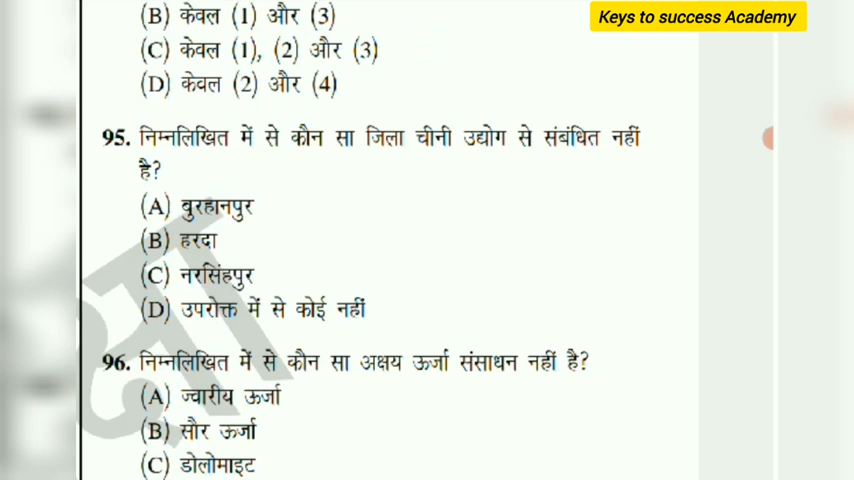 (B) केवल (1) और (3)
Keys to success Academy
(C) केवल (1), (2) और (3)
(D) केवल (2) और (4)
95. निम्नलिखित में से कौन सा जिला चीनी उद्योग से संबंधित नहीं
है?
(A) बुरहानपुर
(B) हरदा
(C) नरसिंहपुर
(D) उपरोक्त में से कोई नहीं
96. निम्नलिखित में से कौन सा अक्षय ऊर्जा संसाधन नहीं है?
(A) ज्वारीय ऊर्जा
(B) सौर ऊर्जा
(C) डोलोमाइट